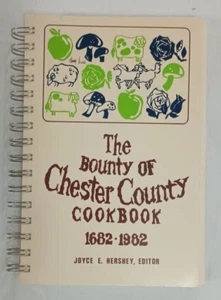 The
BOUNTY OF
Chester County
COOKBOOK
1682-1982
JOYCE E. HERSHEY, EDITOR